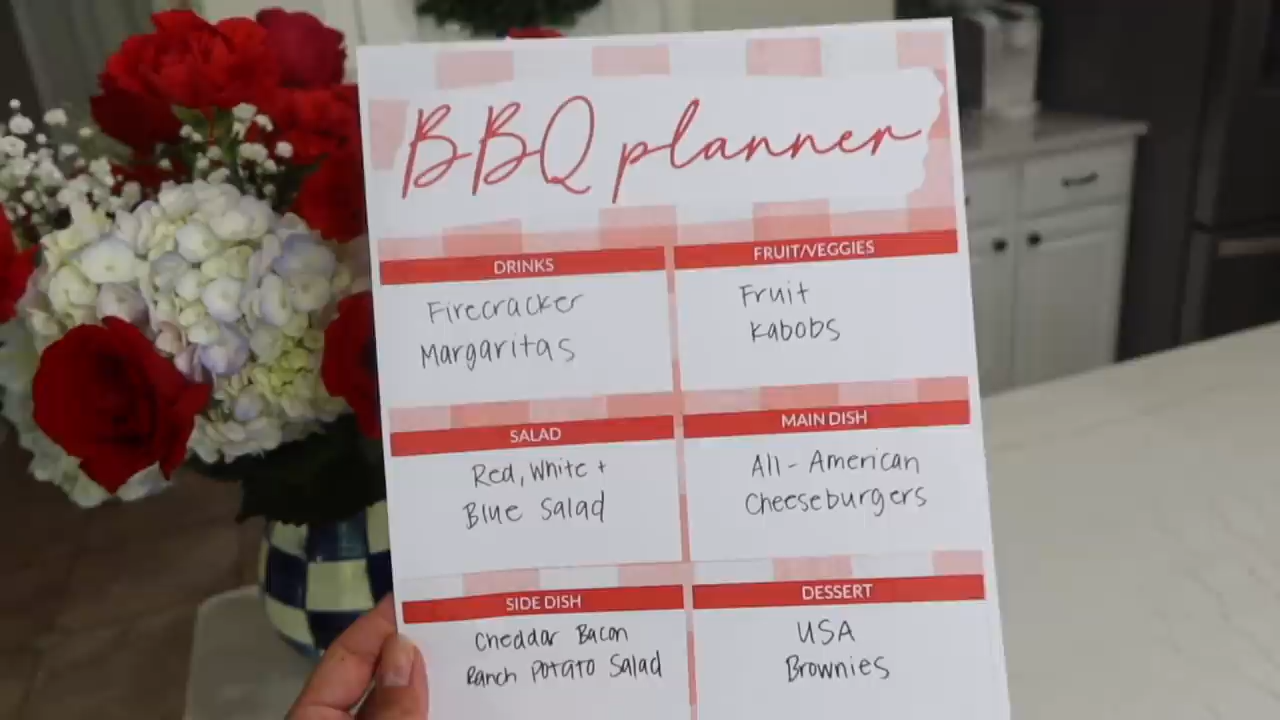 BBQ planner
DRINKS
Firecracker
Margaritas
FRUIT/VEGGIES
Fruit
Kabobs
SALAD
Red, White +
Blue Salad
MAIN DISH
All-American
Cheeseburgers
SIDE DISH
Cheddar Bacon
Ranch Potato Salad
DESSERT
USA
Brownies